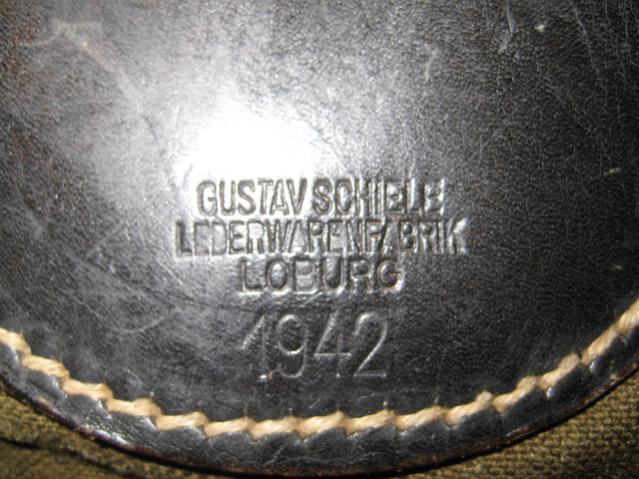 GUSTAV SCHIELE
LEDERWARENFABRIK
LOBURG
1942